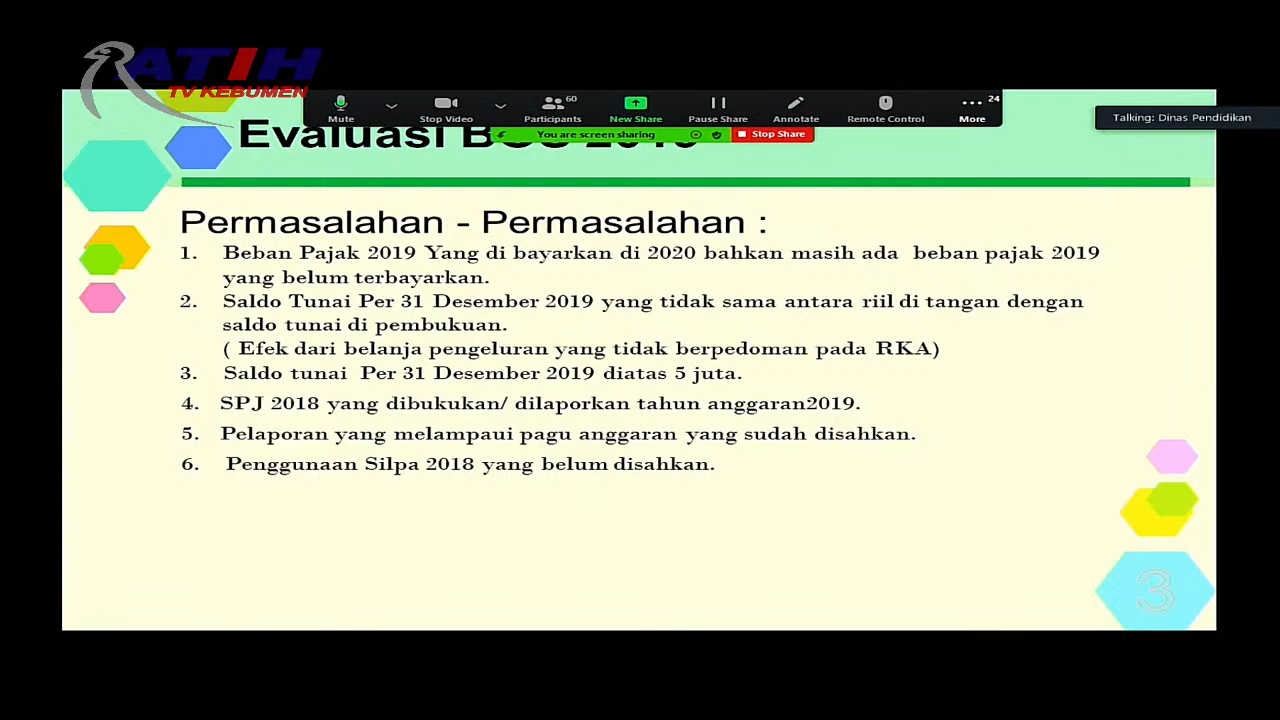 RATIH
TV KEBUMEN
60
24
Mute
Stop Video
Participants
New Share
Pause Share
Annotate
Remote Control
More
Talking: Dinas Pendidikan
You are screen sharing
Stop Share
Evaluasi
Permasalahan - Permasalahan :
1. Beban Pajak 2019 Yang di bayarkan di 2020 bahkan masih ada beban pajak 2019
yang belum terbayarkan.
2. Saldo Tunai Per 31 Desember 2019 yang tidak sama antara riil di tangan dengan
saldo tunai di pembukuan.
( Efek dari belanja pengeluran yang tidak berpedoman pada RKA)
3. Saldo tunai Per 31 Desember 2019 diatas 5 juta.
4. SPJ 2018 yang dibukukan/ dilaporkan tahun anggaran2019.
5. Pelaporan yang melampaui pagu anggaran yang sudah disahkan.
6. Penggunaan Silpa 2018 yang belum disahkan.
3